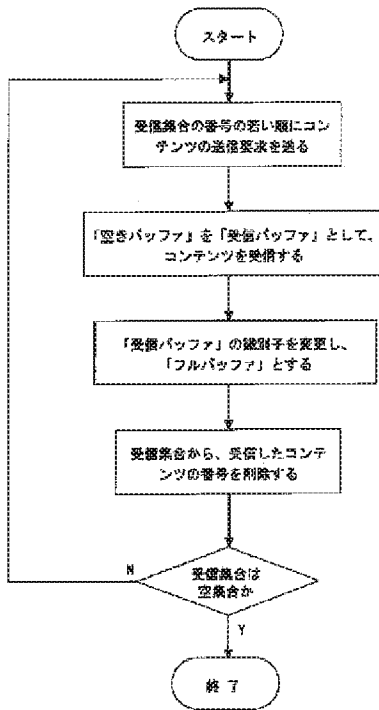 スタート
受信集合の番号の若い順にコン
テンツの送信要求を送る
「空きバッファ」を「受信バッファ」として、
コンテンツを受信する
「受信バッファ」の識別子を変更し、
「フルバッファ」とする
受信集合から、受信したコンテ
ンツの番号を削除する
受信集合は
空集合か
N
Y
終 了